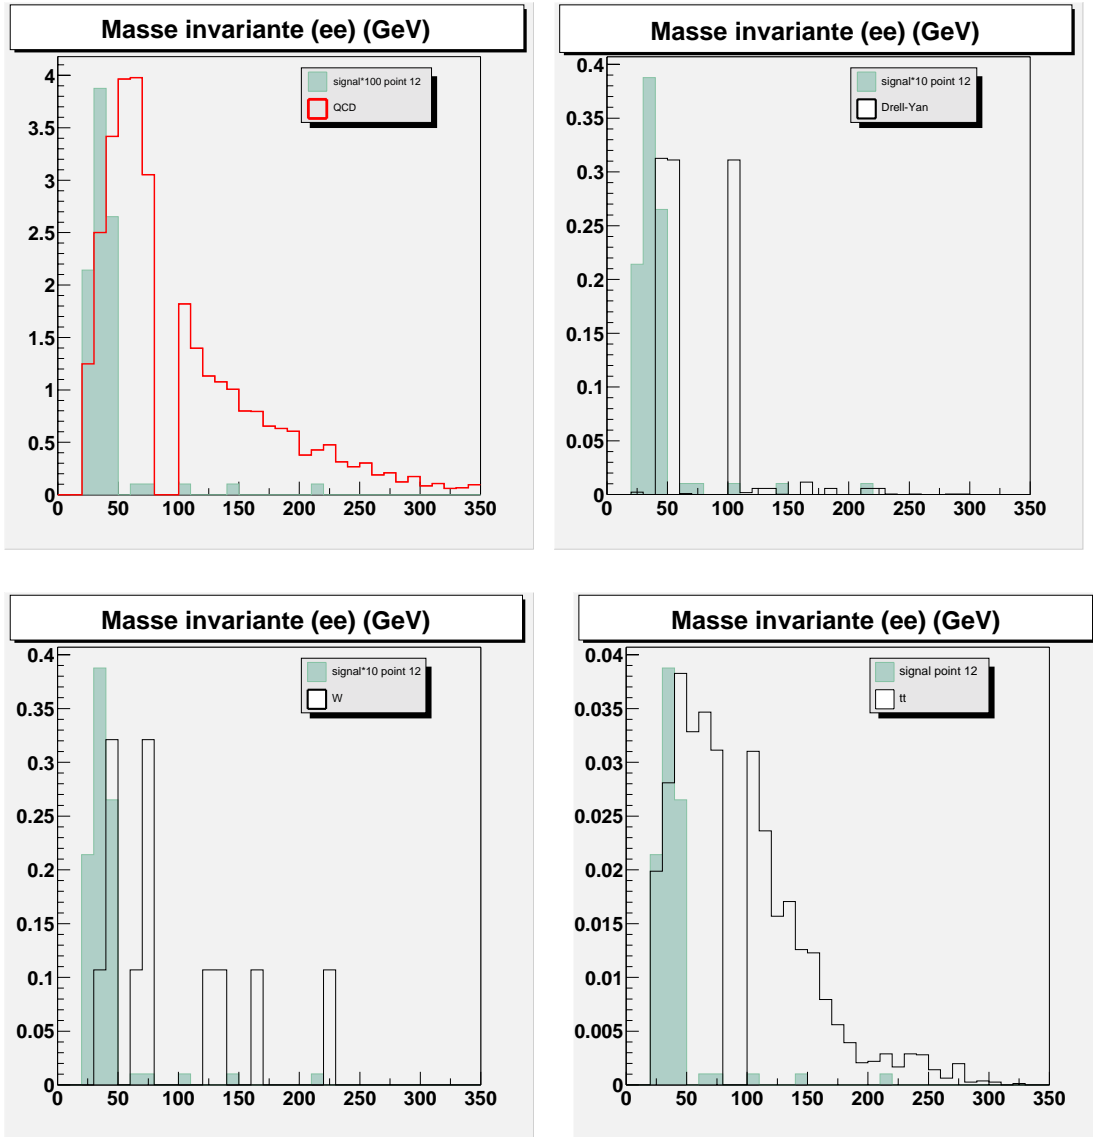 Masse invariante (ee) (GeV)
signal*100 point 12
QCD
4
3.5
3
2.5
2
1.5
1
0.5
0
0 50 100 150 200 250 300 350
Masse invariante (ee) (GeV)
signal*10 point 12
Drell-Yan
0.4
0.35
0.3
0.25
0.2
0.15
0.1
0.05
0
0 50 100 150 200 250 300 350
Masse invariante (ee) (GeV)
signal*10 point 12
W
0.4
0.35
0.3
0.25
0.2
0.15
0.1
0.05
0
0 50 100 150 200 250 300 350
Masse invariante (ee) (GeV)
signal point 12
tt
0.04
0.035
0.03
0.025
0.02
0.015
0.01
0.005
0
0 50 100 150 200 250 300 350